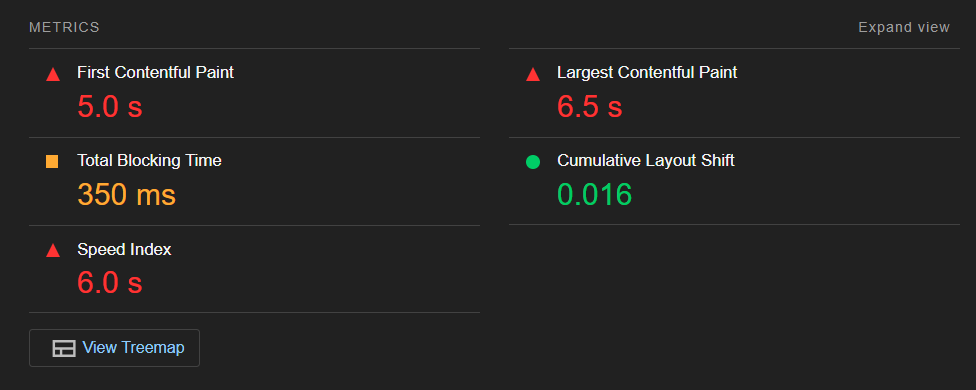 METRICS
Expand view
First Contentful Paint
5.0 s
Largest Contentful Paint
6.5 s
Total Blocking Time
350 ms
Cumulative Layout Shift
0.016
Speed Index
6.0 s
View Treemap